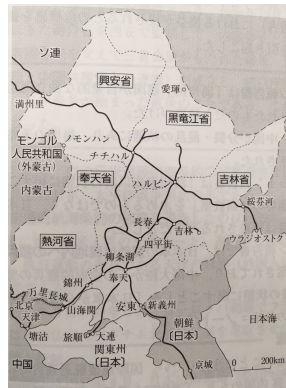 ソ連
興安省
愛琿
満州里
黒竜江省
モンゴル
人民共和国
(外蒙古)
ノモンハン
チチハル
内蒙古
奉天省
ハルビン
吉林省
綏芬河
長春
吉林
ウラジオストク
熱河省
四平街
柳条湖
奉天
錦州
万里長城
北京
山海関
安東
新義州
天津
旅順
大連
朝鮮
[日本]
日本海
塘沽
関東州
[日本]
中国
京城
0 200km